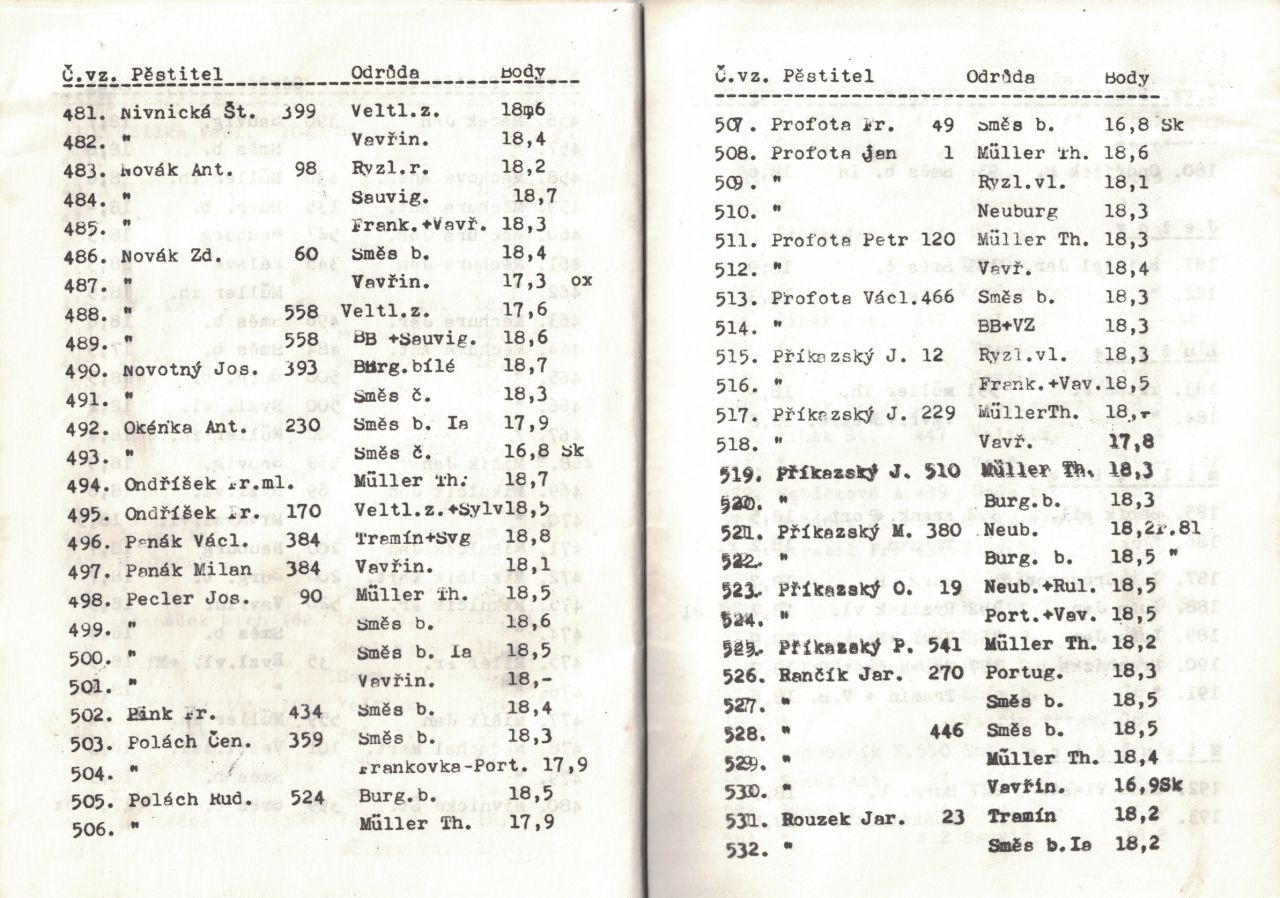 Č.vz. Pěstitel Odrůda Body
481. Nivnická Št. 399 Veltl.z. 18m6
482. " Vavřin. 18,4
483. Novák Ant. 98 Ryzl.r. 18,2
484. " Sauvig. 18,7
485. " Frank.+Vavř. 18,3
486. Novák Zd. 60 Směs b. 18,4
487. " Vavřin. 17,3 ox
488. " 558 Veltl.z. 17,6
489. " 558 BB +Sauvig. 18,6
490. Novotný Jos. 393 Burg.bílé 18,7
491. " Směs č. 18,3
492. Okénka Ant. 230 Směs b. Ia 17,9
493. " Směs č. 16,8 Sk
494. Ondříšek Fr.ml. Müller Th. 18,7
495. Ondříšek Fr. 170 Veltl.z.+Sylv18,5
496. Panák Václ. 384 Tramín+Svg 18,8
497. Panák Milan 384 Vavřin. 18,1
498. Pecler Jos. 90 Müller Th. 18,5
499. " Směs b. 18,6
500. " Směs b. Ia 18,5
501. " Vavřin. 18,-
502. Pink Fr. 434 Směs b. 18,4
503. Polách Čen. 359 Směs b. 18,3
504. " Frankovka-Port. 17,9
505. Polách Rud. 524 Burg.b. 18,5
506. " Müller Th. 17,9
Č.vz. Pěstitel Odrůda Body
507. Profota Fr. 49 Směs b. 16,8 Sk
508. Profota Jan 1 Müller Th. 18,6
509. " Ryzl.vl. 18,1
510. " Neuburg 18,3
511. Profota Petr 120 Müller Th. 18,3
512. " Vavř. 18,4
513. Profota Václ.466 Směs b. 18,3
514. " BB+VZ 18,3
515. Příkazský J. 12 Ryzl.vl. 18,3
516. " Frank.+Vav.18,5
517. Příkazský J. 229 MüllerTh. 18,-
518. " Vavř. 17,8
519. Příkazský J. 510 Müller Th. 18,3
520. Burg.b. 18,3
521. Příkazský M. 380 Neub. 18,2r.81
522. " Burg. b. 18,5 "
523. Příkazský O. 19 Neub.+Rul. 18,5
524. " Port.+Vav. 18,5
525. Příkazský P. 541 Müller Th. 18,2
526. Rančík Jar. 270 Portug. 18,3
527. " Směs b. 18,5
528. " 446 Směs b. 18,5
529. " Müller Th. 18,4
530. " Vavřin. 16,9Sk
531. Rouzek Jar. 23 Tramín 18,2
532. " Směs b.Ia 18,2